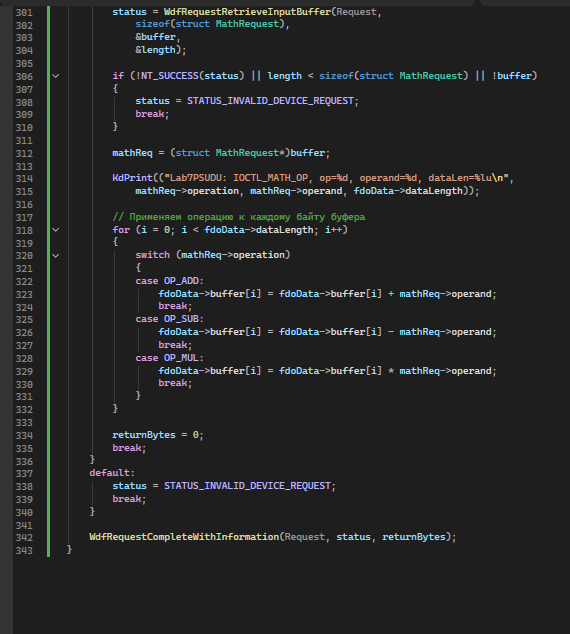 301 status = WdfRequestRetrieveInputBuffer(Request,
302 sizeof(struct MathRequest),
303 &buffer,
304 &length);
305
306 if (!NT_SUCCESS(status) || length < sizeof(struct MathRequest) || !buffer)
307 {
308 status = STATUS_INVALID_DEVICE_REQUEST;
309 break;
310 }
311
312 mathReq = (struct MathRequest*)buffer;
313
314 KdPrint(("Lab7PSUDU: IOCTL_MATH_OP, op=%d, operand=%d, dataLen=%lu\n",
315 mathReq->operation, mathReq->operand, fdoData->dataLength));
316
317 // Применяем операцию к каждому байту буфера
318 for (i = 0; i < fdoData->dataLength; i++)
319 {
320 switch (mathReq->operation)
321 {
322 case OP_ADD:
323 fdoData->buffer[i] = fdoData->buffer[i] + mathReq->operand;
324 break;
325 case OP_SUB:
326 fdoData->buffer[i] = fdoData->buffer[i] - mathReq->operand;
327 break;
328 case OP_MUL:
329 fdoData->buffer[i] = fdoData->buffer[i] * mathReq->operand;
330 break;
331 }
332 }
333
334 returnBytes = 0;
335 break;
336 }
337 default:
338 status = STATUS_INVALID_DEVICE_REQUEST;
339 break;
340 }
341
342 WdfRequestCompleteWithInformation(Request, status, returnBytes);
343 }